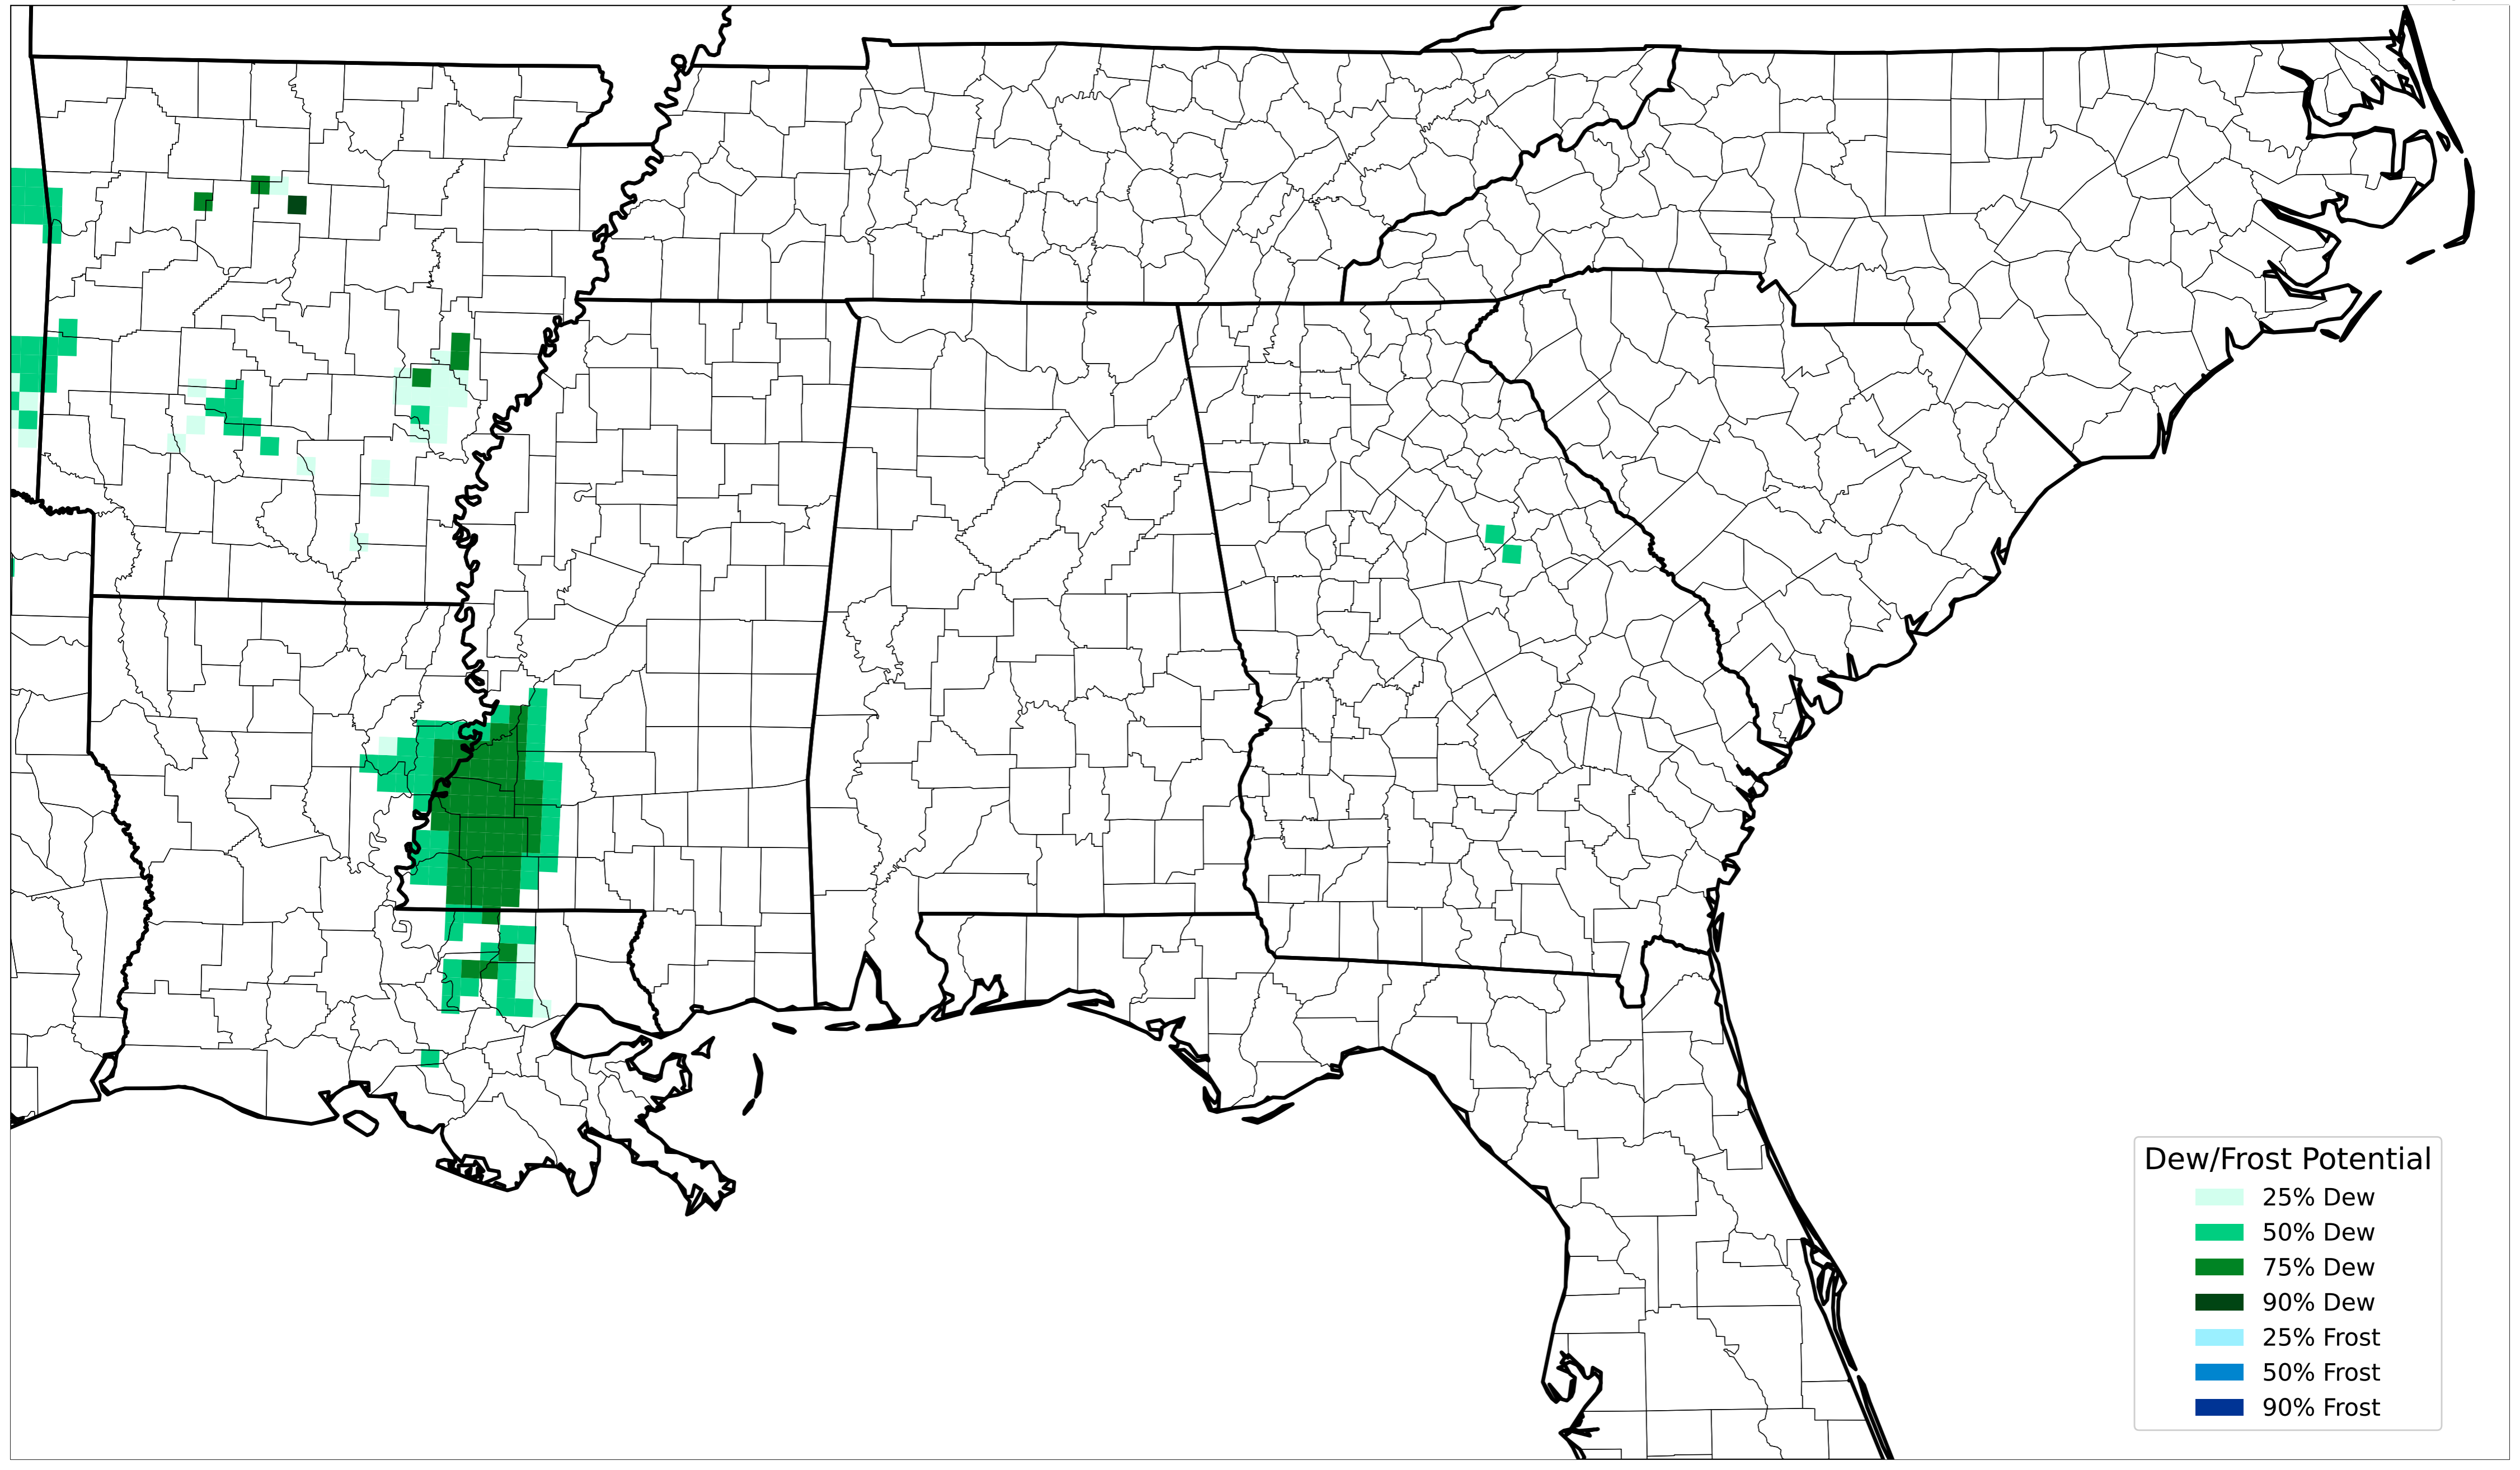 Dew/Frost Potential
25% Dew
50% Dew
75% Dew
90% Dew
25% Frost
50% Frost
90% Frost